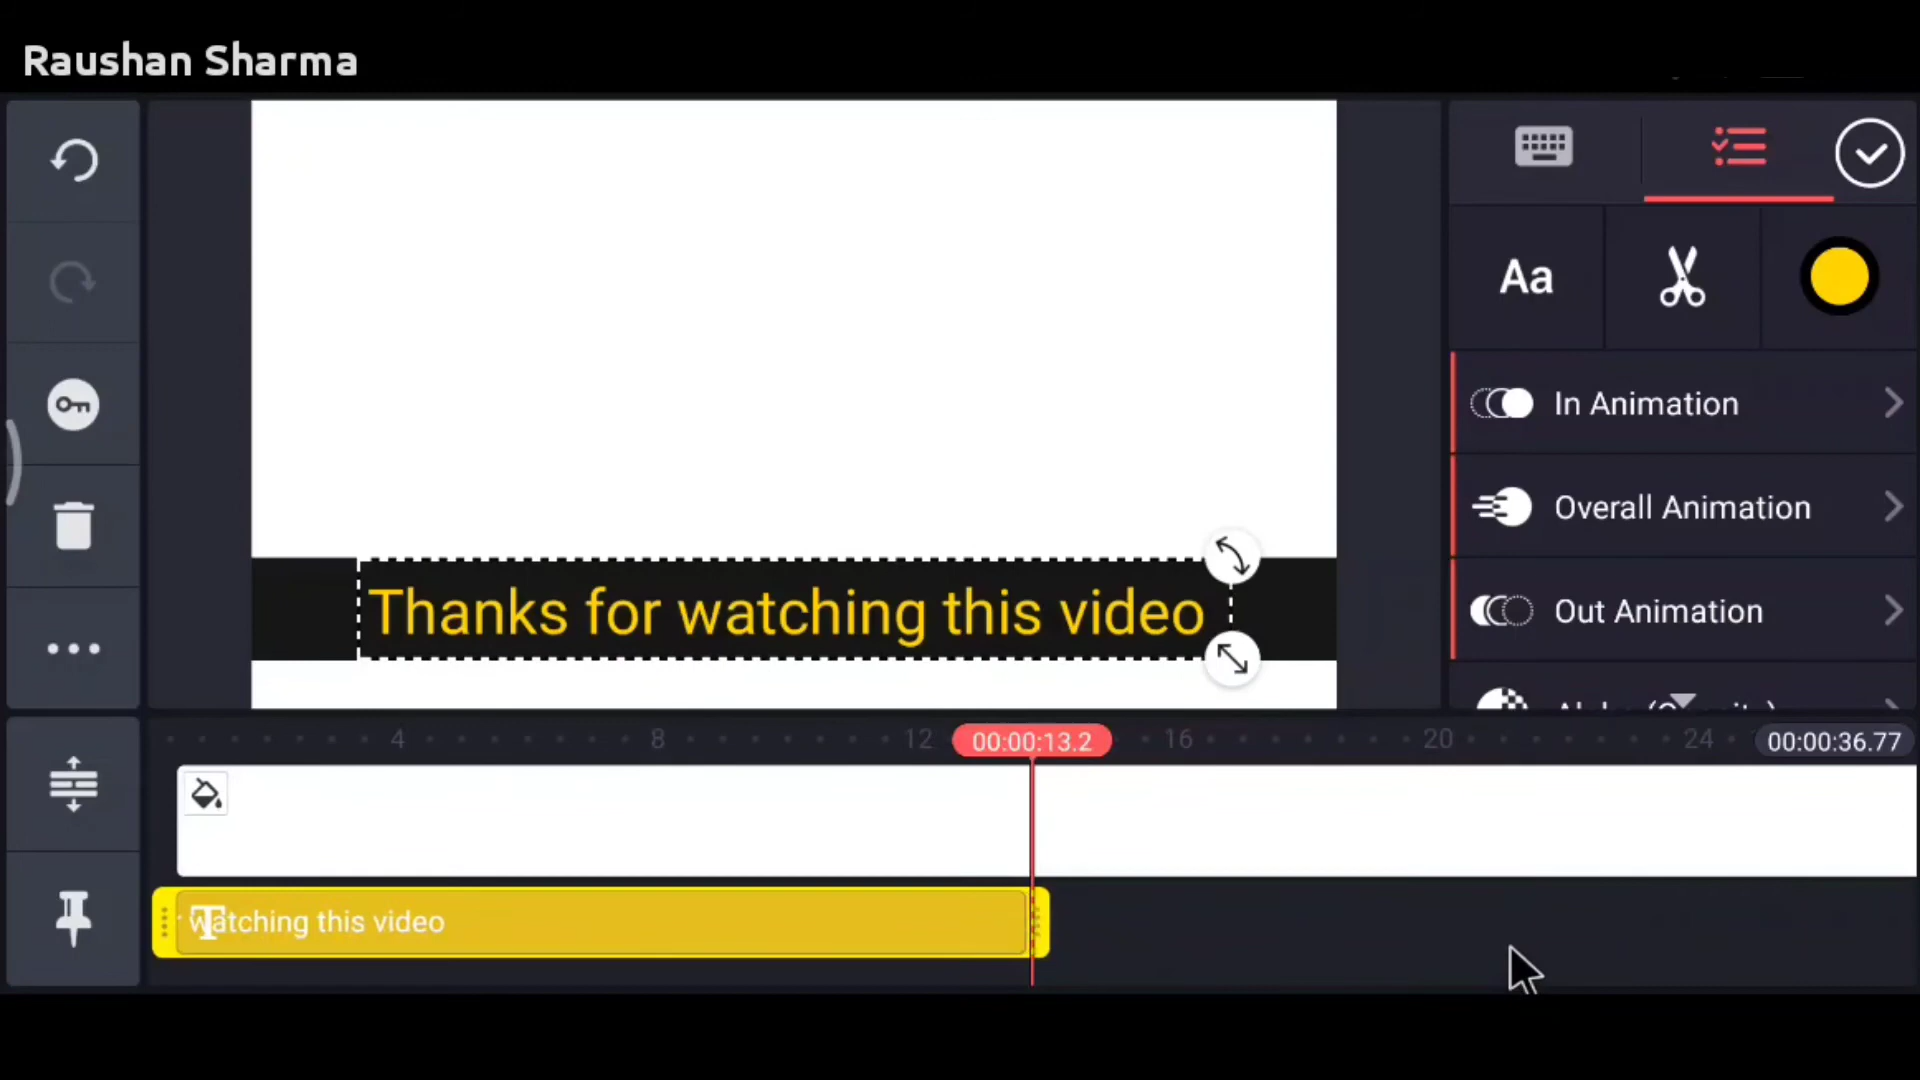 Raushan Sharma
Aa
In Animation
Overall Animation
Thanks for watching this video
Out Animation
4
8
12
00:00:13.2
16
20
24
00:00:36.77
watching this video